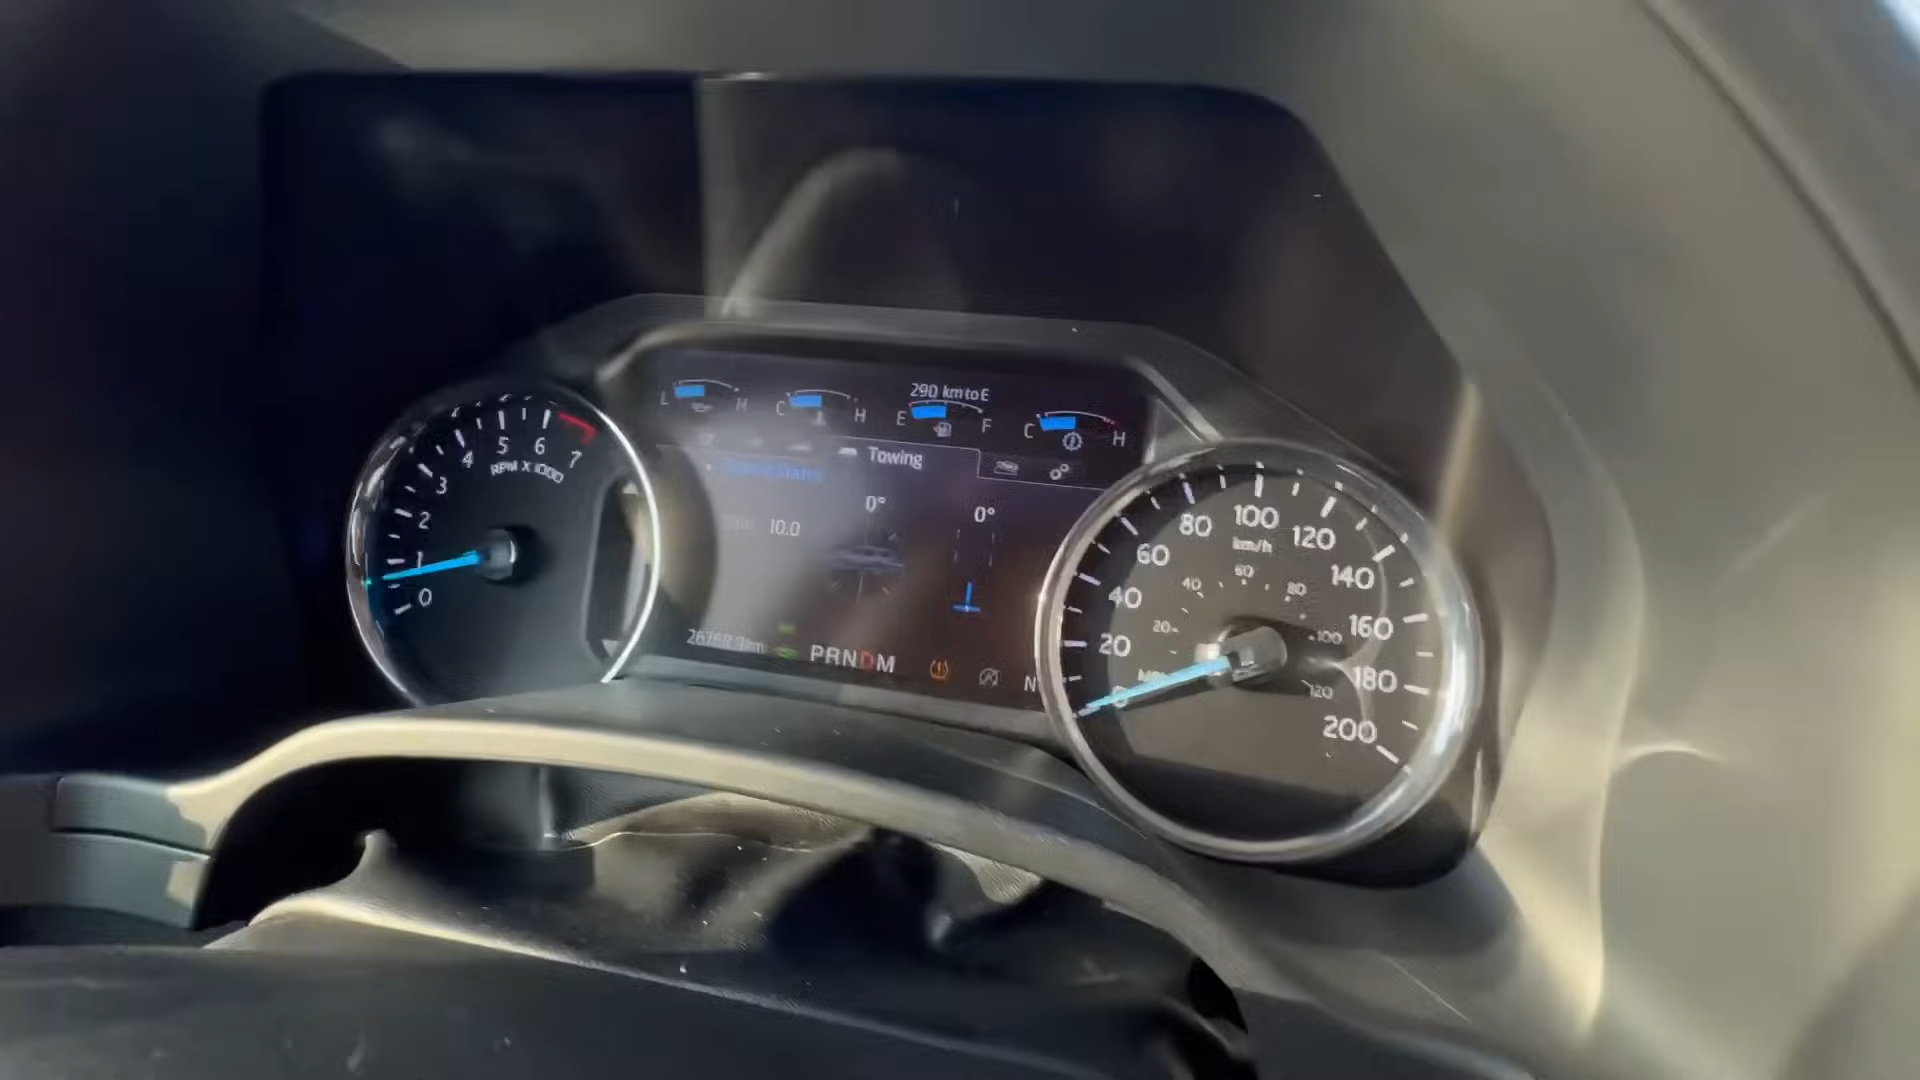 290 km to E
L H C H E F C H
Towing
0° 0°
10.0
PRNDM
N
0 1 2 3 4 5 6 7
RPM X 1000
0 20 40 60 80 100 120 140 160 180 200
km/h
20 40 60 80 100 120